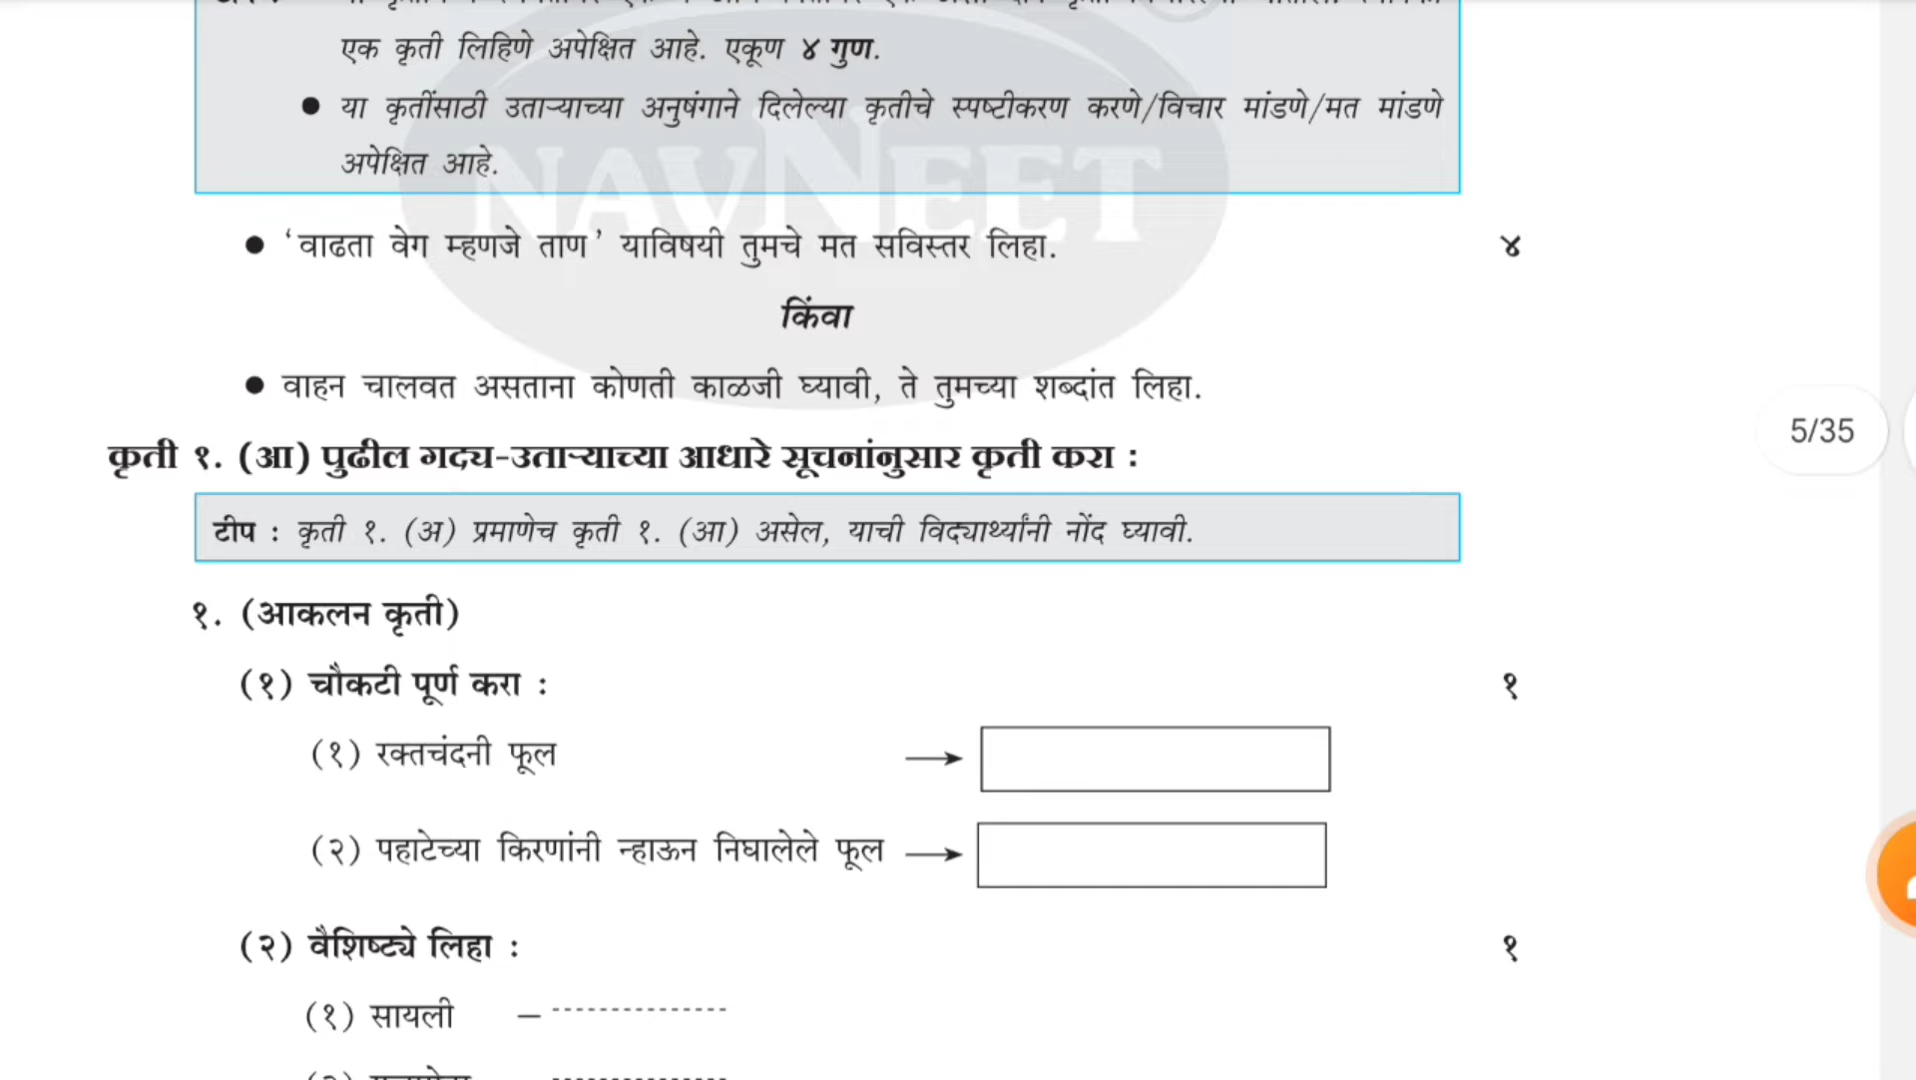 एक कृती लिहिणे अपेक्षित आहे. एकूण ४ गुण.
● या कृतींसाठी उताऱ्याच्या अनुषंगाने दिलेल्या कृतीचे स्पष्टीकरण करणे/विचार मांडणे/मत मांडणे
अपेक्षित आहे.
NAVNEET
● ‘वाढता वेग म्हणजे ताण’ याविषयी तुमचे मत सविस्तर लिहा. ४
किंवा
● वाहन चालवत असताना कोणती काळजी घ्यावी, ते तुमच्या शब्दांत लिहा.
5/35
कृती १. (आ) पुढील गद्य-उताऱ्याच्या आधारे सूचनांनुसार कृती करा :
टीप : कृती १. (अ) प्रमाणेच कृती १. (आ) असेल, याची विद्यार्थ्यांनी नोंद घ्यावी.
१. (आकलन कृती)
(१) चौकटी पूर्ण करा : १
(१) रक्तचंदनी फूल →
(२) पहाटेच्या किरणांनी न्हाऊन निघालेले फूल →
(२) वैशिष्ट्ये लिहा : १
(१) सायली – ---------------